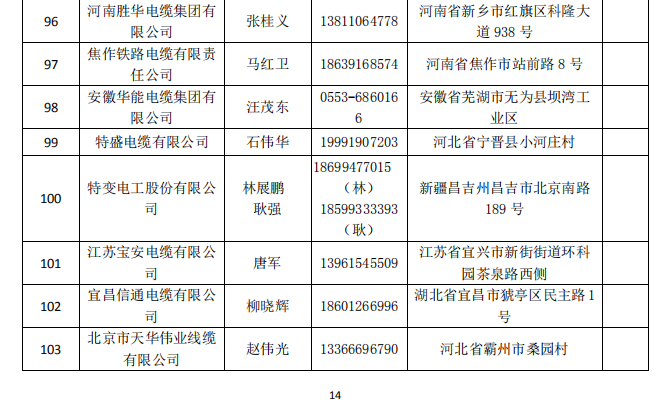 96 河南胜华电缆集团有限公司 张桂义 13811064778 河南省新乡市红旗区科隆大道 938 号
97 焦作铁路电缆有限责任公司 马红卫 18639168574 河南省焦作市站前路 8 号
98 安徽华能电缆集团有限公司 汪茂东 0553-6860166 安徽省芜湖市无为县坝湾工业区
99 特盛电缆有限公司 石伟华 19991907203 河北省宁晋县小河庄村
100 特变电工股份有限公司 林展鹏 耿强 18699477015（林）18599333393（耿） 新疆昌吉州昌吉市北京南路 189 号
101 江苏宝安电缆有限公司 唐军 13961545509 江苏省宜兴市新街街道环科园茶泉路西侧
102 宜昌信通电缆有限公司 柳晓辉 18601266996 湖北省宜昌市猇亭区民主路 1 号
103 北京市天华伟业线缆有限公司 赵伟光 13366696790 河北省霸州市桑园村
14